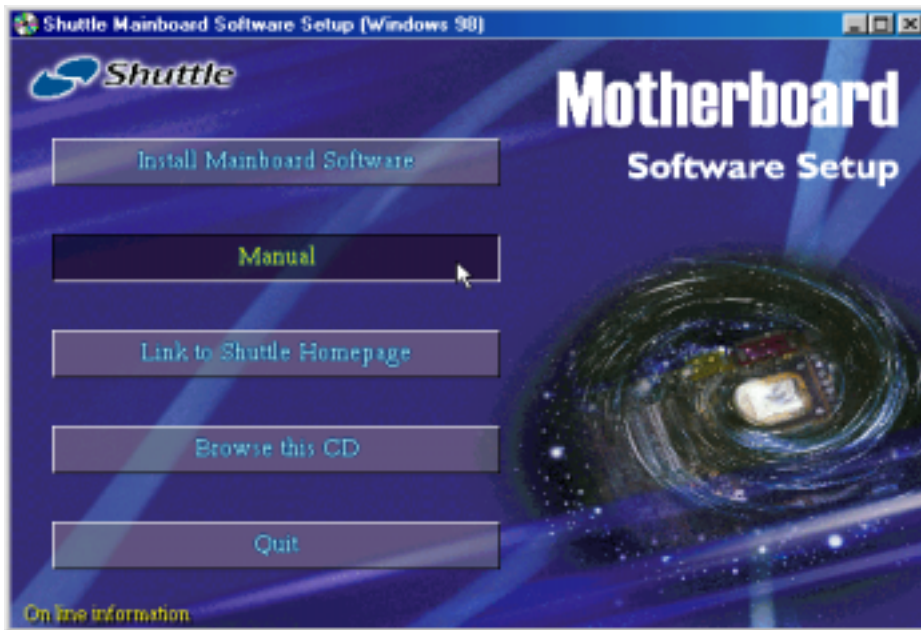 Shuttle Mainboard Software Setup (Windows 98)
Shuttle
Motherboard
Software Setup
Install Mainboard Software
Manual
Link to Shuttle Homepage
Browse this CD
Quit
On line information